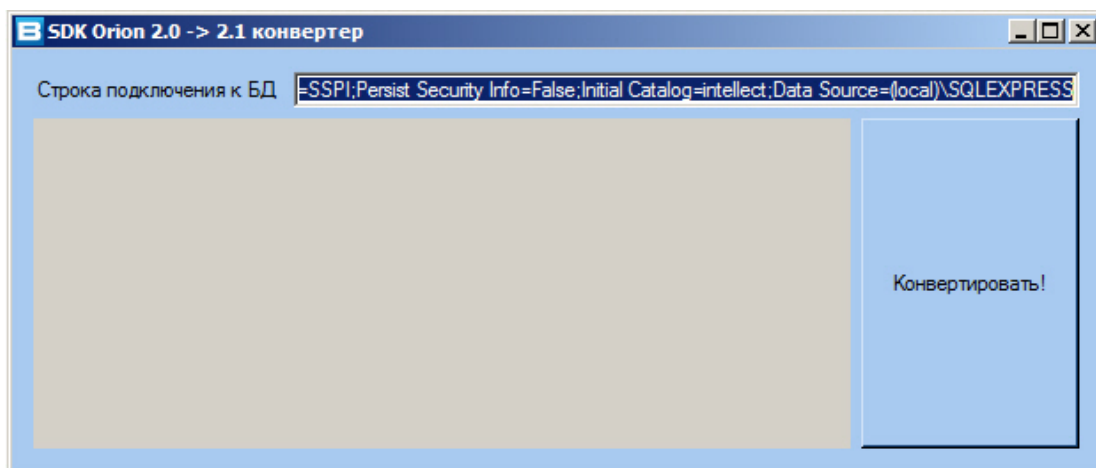 SDK Orion 2.0 -> 2.1 конвертер
Строка подключения к БД =SSPI;Persist Security Info=False;Initial Catalog=intellect;Data Source=(local)\SQLEXPRESS
Конвертировать!